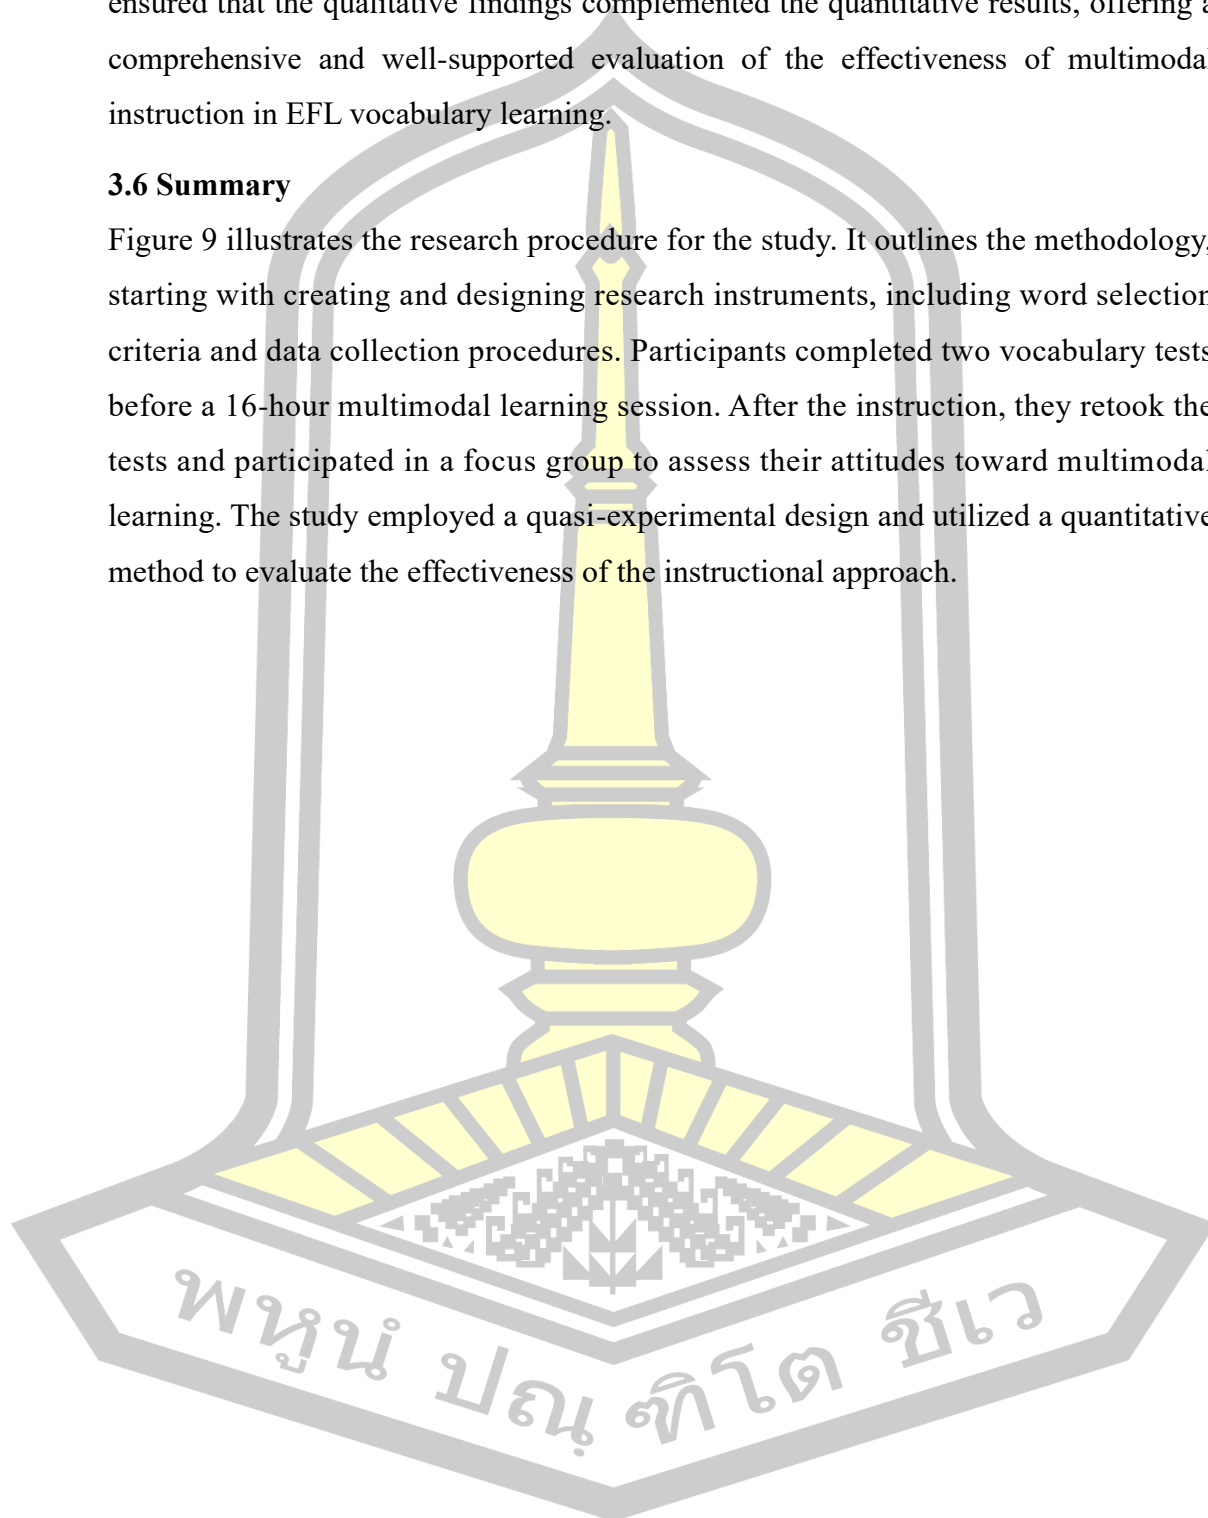 ensured that the qualitative findings complemented the quantitative results, offering a
comprehensive and well-supported evaluation of the effectiveness of multimodal
instruction in EFL vocabulary learning.
3.6 Summary
Figure 9 illustrates the research procedure for the study. It outlines the methodology,
starting with creating and designing research instruments, including word selection
criteria and data collection procedures. Participants completed two vocabulary tests
before a 16-hour multimodal learning session. After the instruction, they retook the
tests and participated in a focus group to assess their attitudes toward multimodal
learning. The study employed a quasi-experimental design and utilized a quantitative
method to evaluate the effectiveness of the instructional approach.
พหูนํ ปณฺฑิโต ชีเว